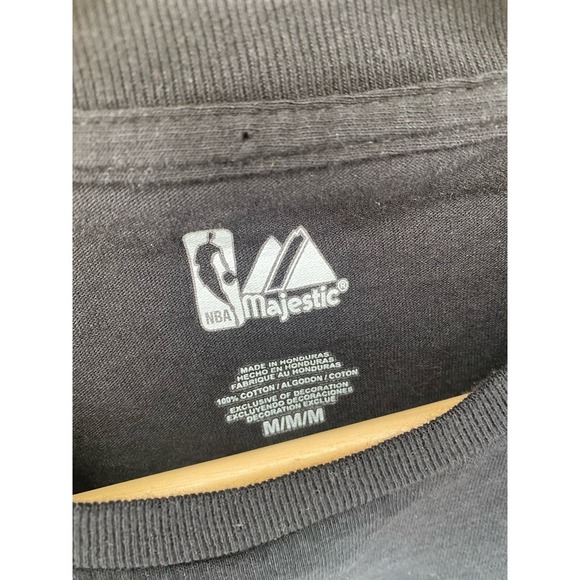 NBA
Majestic®
MADE IN HONDURAS
HECHO EN HONDURAS
FABRIQUE AU HONDURAS
100% COTTON / ALGODON / COTON
EXCLUSIVE OF DECORATION
EXCLUYENDO DECORACIONES
DECORATION EXCLUE
M/M/M